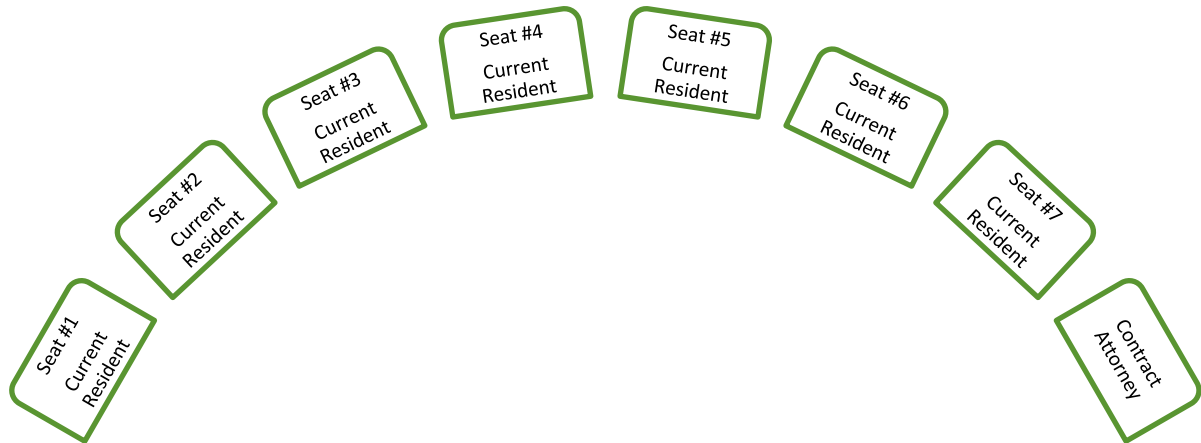 Seat #1
Current
Resident
Seat #2
Current
Resident
Seat #3
Current
Resident
Seat #4
Current
Resident
Seat #5
Current
Resident
Seat #6
Current
Resident
Seat #7
Current
Resident
Contract
Attorney